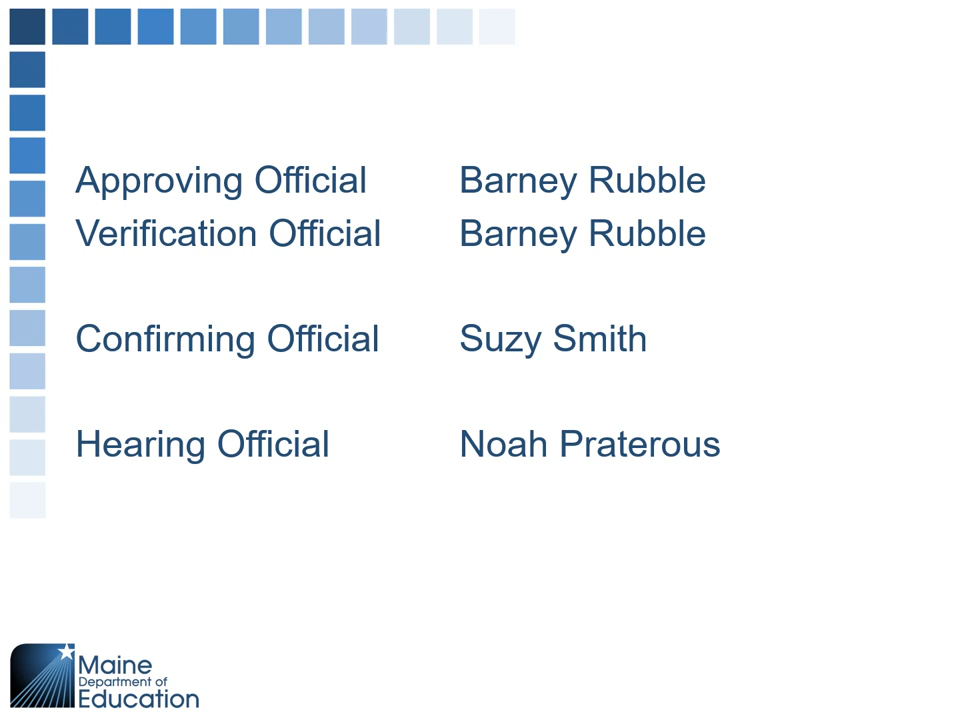 Approving Official Barney Rubble
Verification Official Barney Rubble
Confirming Official Suzy Smith
Hearing Official Noah Praterous
Maine
Department of
Education